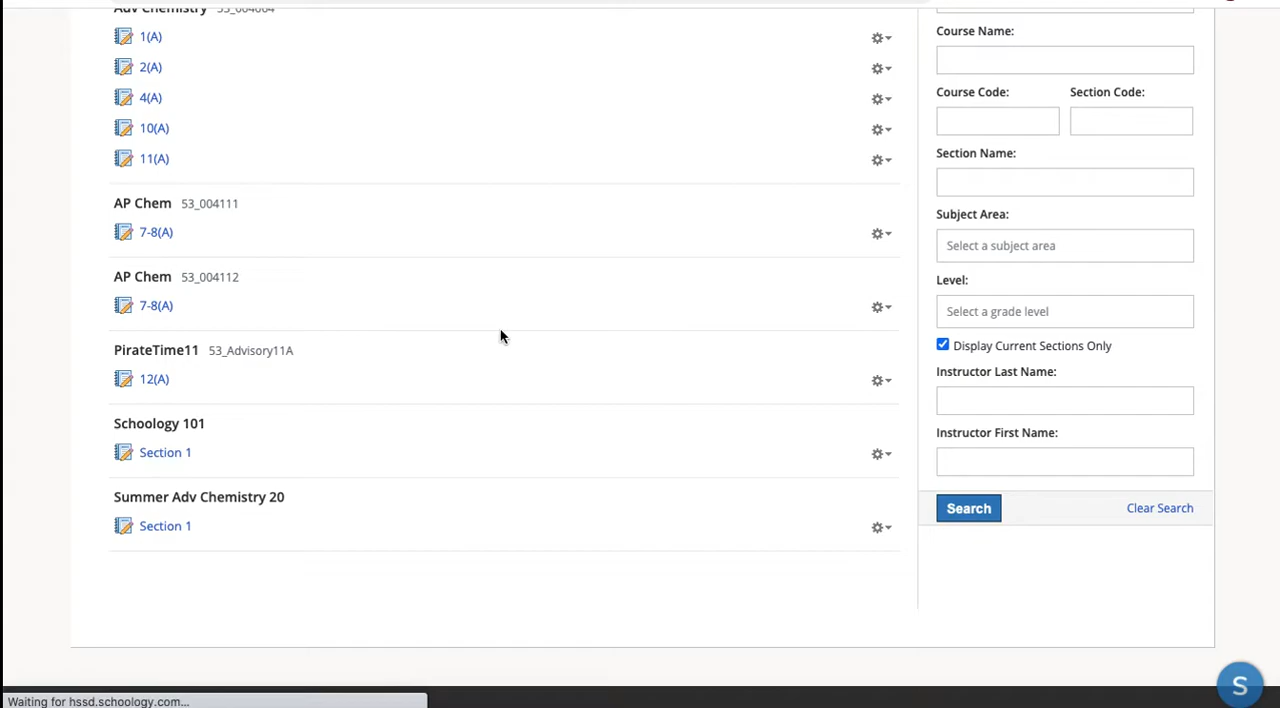 Adv Chemistry 53_004004
1(A)
2(A)
4(A)
10(A)
11(A)
AP Chem 53_004111
7-8(A)
AP Chem 53_004112
7-8(A)
PirateTime11 53_Advisory11A
12(A)
Schoology 101
Section 1
Summer Adv Chemistry 20
Section 1
Course Name:
Course Code: Section Code:
Section Name:
Subject Area:
Select a subject area
Level:
Select a grade level
Display Current Sections Only
Instructor Last Name:
Instructor First Name:
Search Clear Search
S
Waiting for hssd.schoology.com...